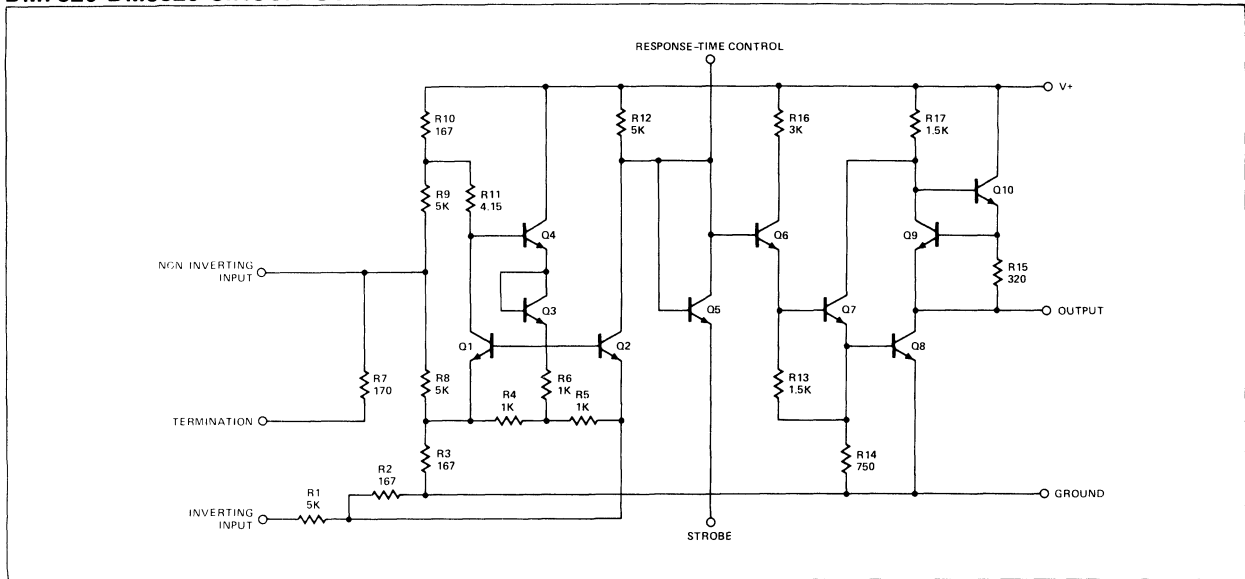 RESPONSE-TIME CONTROL
V+
R10
167
R12
5K
R16
3K
R17
1.5K
R9
5K
R11
4.15
Q10
Q4
Q9
Q6
NON INVERTING
INPUT
R15
320
Q3
Q5
Q7
OUTPUT
Q1
Q2
Q8
R7
170
R8
5K
R6
1K
R13
1.5K
R4
1K
R5
1K
TERMINATION
R3
167
R14
750
R2
167
R1
5K
GROUND
INVERTING
INPUT
STROBE